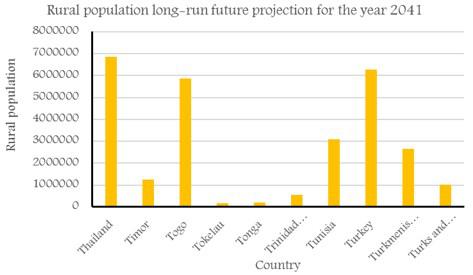 Rural population long-run future projection for the year 2041
Rural population
8000000
7000000
6000000
5000000
4000000
3000000
2000000
1000000
0
Thailand
Timor
Togo
Tokelau
Tonga
Trinidad...
Tunisia
Turkey
Turkmenis...
Turks and...
Country